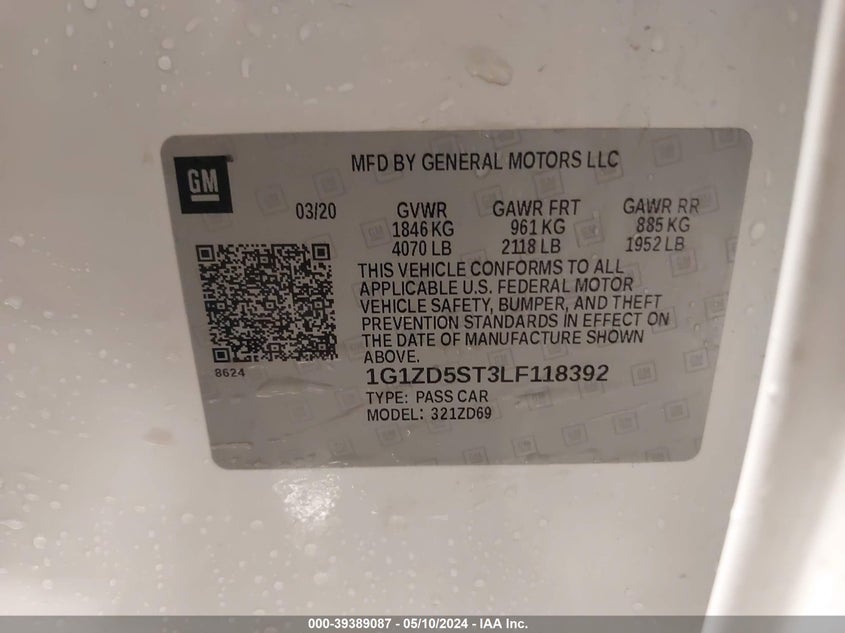 GM
MFD BY GENERAL MOTORS LLC
03/20 GVWR GAWR FRT GAWR RR
1846 KG 961 KG 885 KG
4070 LB 2118 LB 1952 LB
THIS VEHICLE CONFORMS TO ALL
APPLICABLE U.S. FEDERAL MOTOR
VEHICLE SAFETY, BUMPER, AND THEFT
PREVENTION STANDARDS IN EFFECT ON
THE DATE OF MANUFACTURE SHOWN
ABOVE.
8624
1G1ZD5ST3LF118392
TYPE: PASS CAR
MODEL: 321ZD69
000-39389087 - 05/10/2024 - IAA Inc.